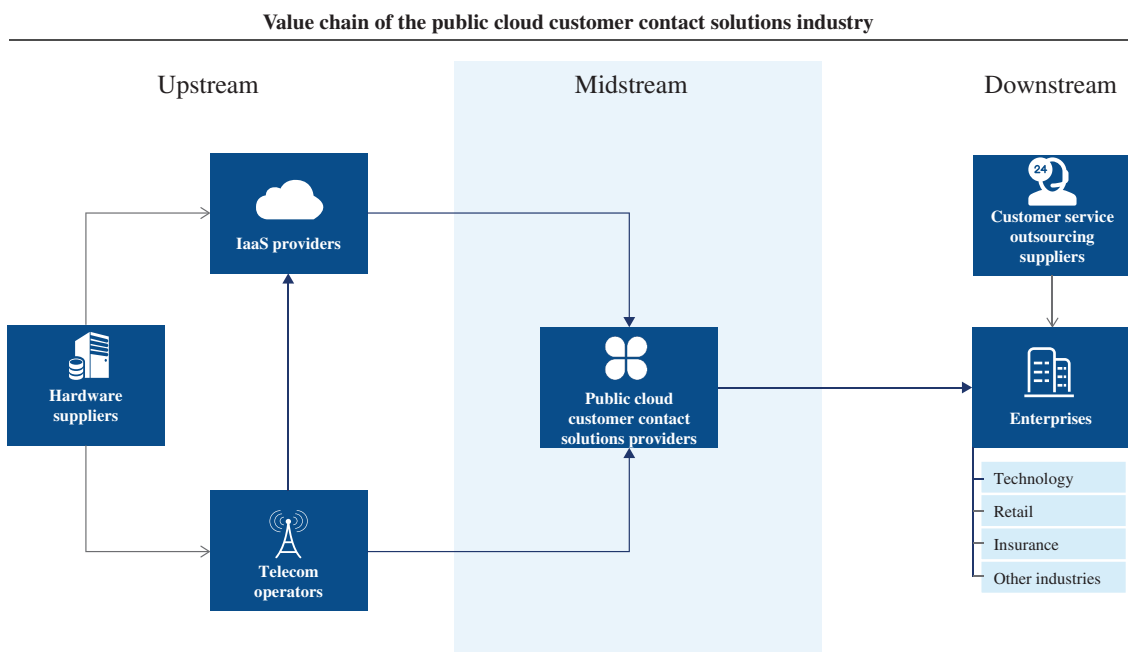 Value chain of the public cloud customer contact solutions industry
Upstream
Midstream
Downstream
IaaS providers
24
Customer service
outsourcing
suppliers
Hardware
suppliers
Public cloud
customer contact
solutions providers
Enterprises
Technology
Retail
Insurance
Other industries
Telecom
operators